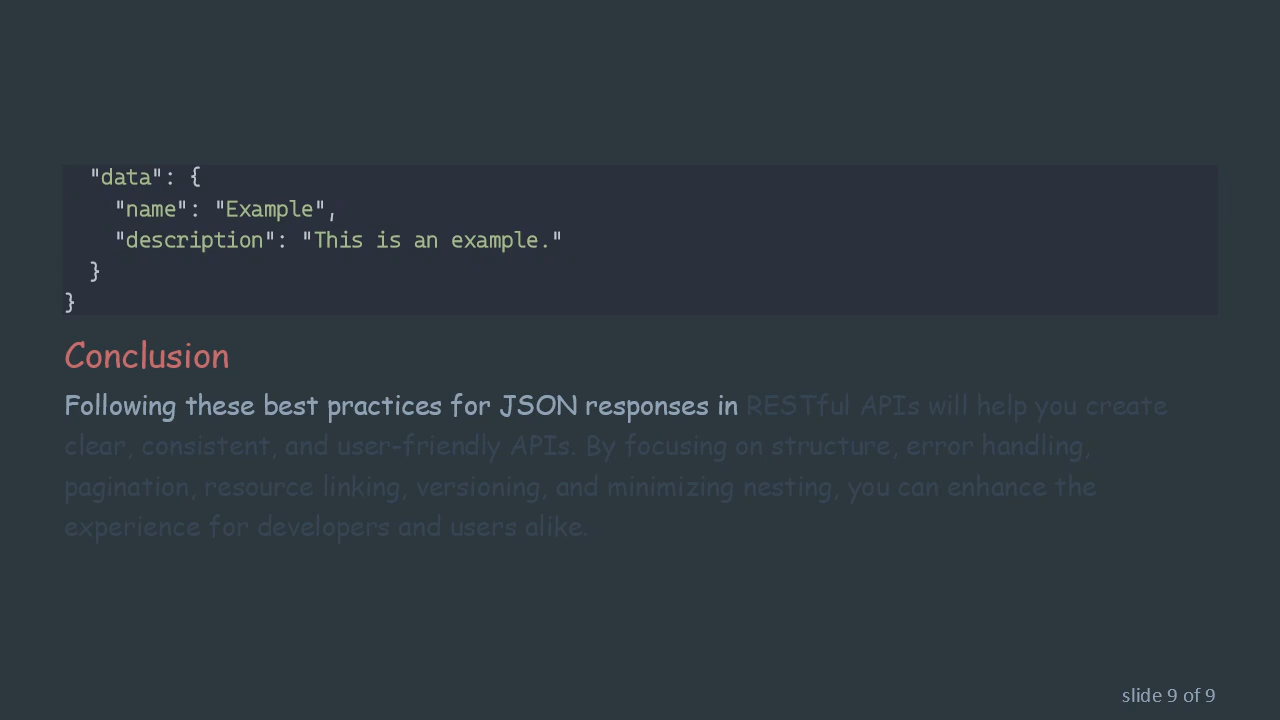 "data": {
    "name": "Example",
    "description": "This is an example."
  }
}
Conclusion
Following these best practices for JSON responses in RESTful APIs will help you create
clear, consistent, and user-friendly APIs. By focusing on structure, error handling,
pagination, resource linking, versioning, and minimizing nesting, you can enhance the
experience for developers and users alike.
slide 9 of 9